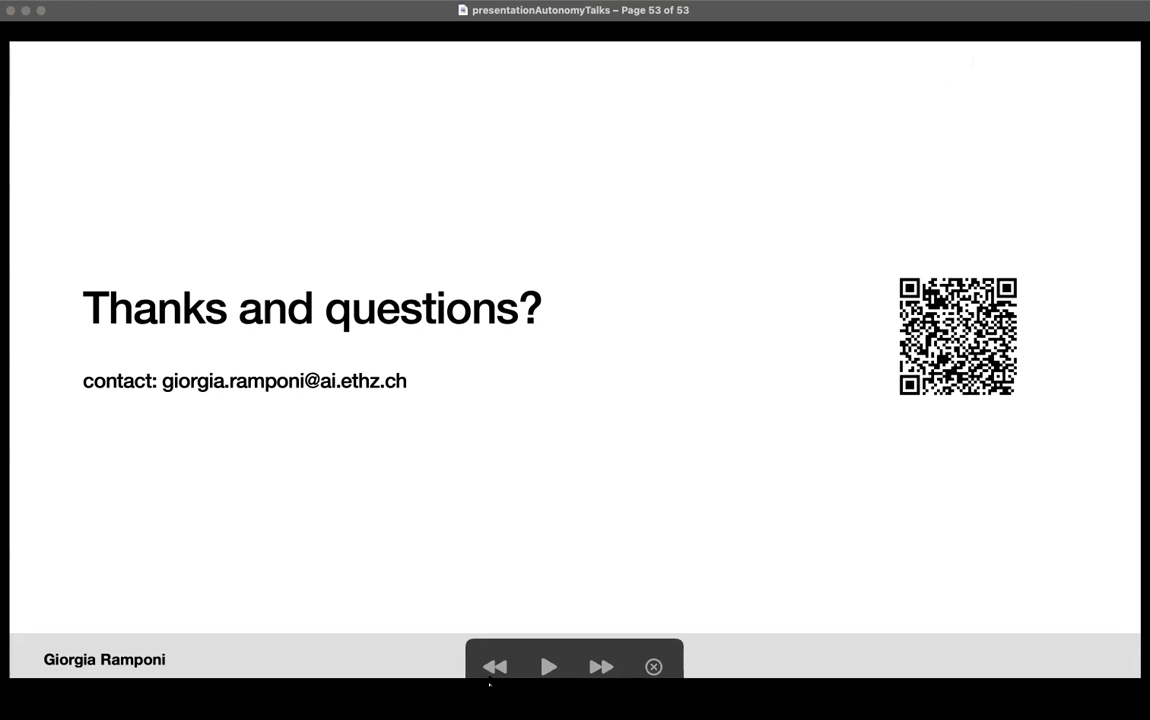 presentationAutonomyTalks – Page 53 of 53
Thanks and questions?
contact: giorgia.ramponi@ai.ethz.ch
Giorgia Ramponi